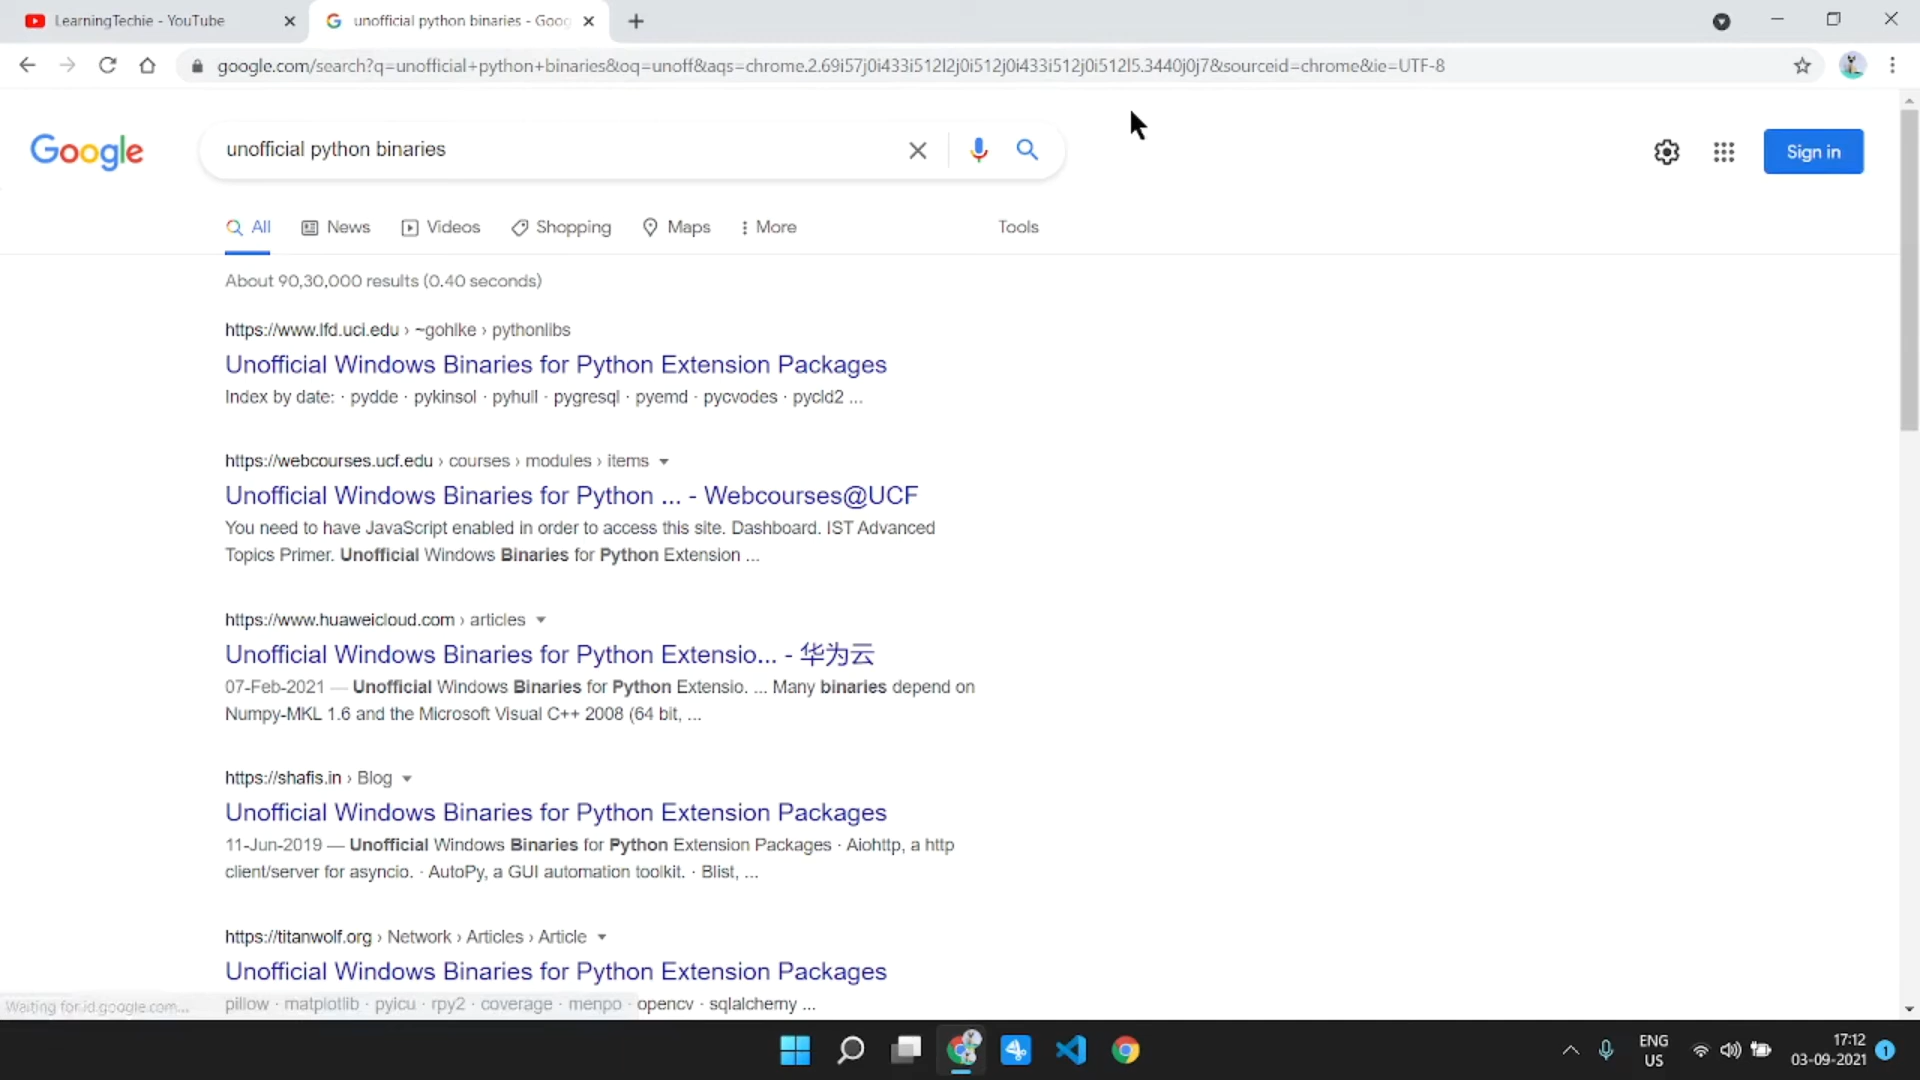 LearningTechie - YouTube
unofficial python binaries - Goog
google.com/search?q=unofficial+python+binaries&oq=unoff&aqs=chrome.2.69i57j0i433i512l2j0i512j0i433i512j0i512l5.3440j0j7&sourceid=chrome&ie=UTF-8
Google
unofficial python binaries
Sign in
All
News
Videos
Shopping
Maps
More
Tools
About 90,30,000 results (0.40 seconds)
https://www.lfd.uci.edu › ~gohlke › pythonlibs
Unofficial Windows Binaries for Python Extension Packages
Index by date: · pydde · pykinsol · pyhull · pygresql · pyemd · pycvodes · pycld2 ...
https://webcourses.ucf.edu › courses › modules › items
Unofficial Windows Binaries for Python ... - Webcourses@UCF
You need to have JavaScript enabled in order to access this site. Dashboard. IST Advanced
Topics Primer. Unofficial Windows Binaries for Python Extension ...
https://www.huaweicloud.com › articles
Unofficial Windows Binaries for Python Extensio... - 华为云
07-Feb-2021 — Unofficial Windows Binaries for Python Extensio. ... Many binaries depend on
Numpy-MKL 1.6 and the Microsoft Visual C++ 2008 (64 bit, ...
https://shafis.in › Blog
Unofficial Windows Binaries for Python Extension Packages
11-Jun-2019 — Unofficial Windows Binaries for Python Extension Packages · Aiohttp, a http
client/server for asyncio. · AutoPy, a GUI automation toolkit. · Blist, ...
https://titanwolf.org › Network › Articles › Article
Unofficial Windows Binaries for Python Extension Packages
pillow · matplotlib · pyicu · rpy2 · coverage · menpo · opencv · sqlalchemy ...
Waiting for id.google.com...
ENG
US
17:12
03-09-2021
1